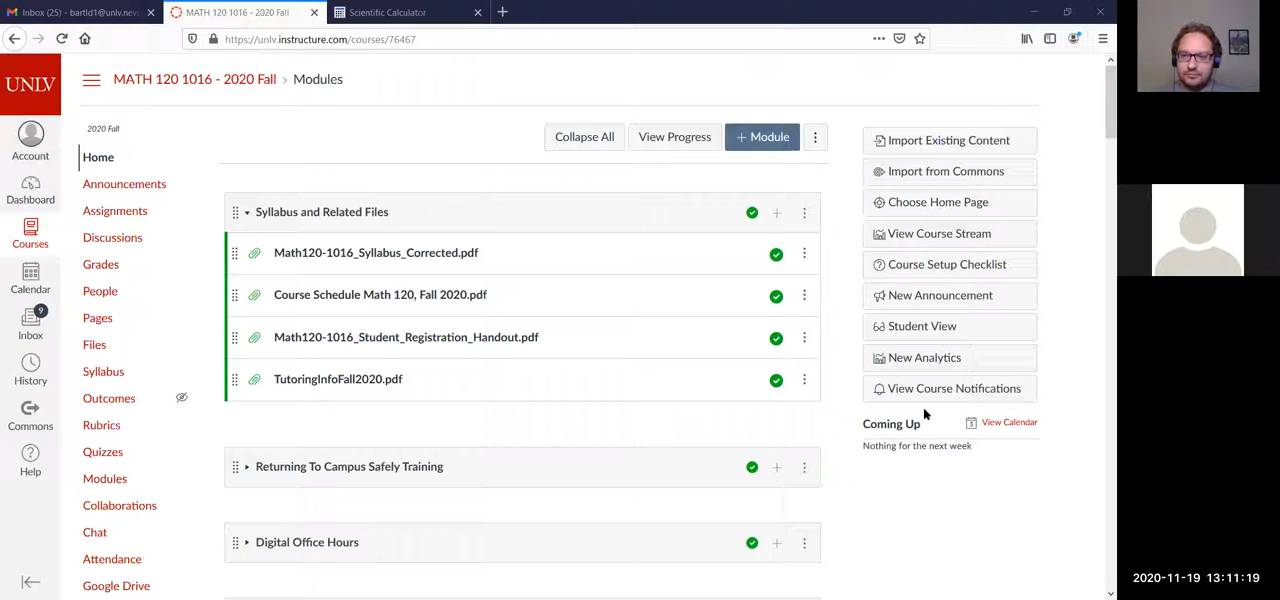 Inbox (25) - bartld1@unlv.nev
MATH 120 1016 - 2020 Fall
Scientific Calculator
https://unlv.instructure.com/courses/76467
UNLV
MATH 120 1016 - 2020 Fall > Modules
2020 Fall
Account
Dashboard
Courses
Calendar
9
Inbox
History
Commons
Help
Home
Announcements
Assignments
Discussions
Grades
People
Pages
Files
Syllabus
Outcomes
Rubrics
Quizzes
Modules
Collaborations
Chat
Attendance
Google Drive
Collapse All
View Progress
+ Module
Syllabus and Related Files
Math120-1016_Syllabus_Corrected.pdf
Course Schedule Math 120, Fall 2020.pdf
Math120-1016_Student_Registration_Handout.pdf
TutoringInfoFall2020.pdf
Returning To Campus Safely Training
Digital Office Hours
Import Existing Content
Import from Commons
Choose Home Page
View Course Stream
Course Setup Checklist
New Announcement
Student View
New Analytics
View Course Notifications
Coming Up
View Calendar
Nothing for the next week
2020-11-19 13:11:19